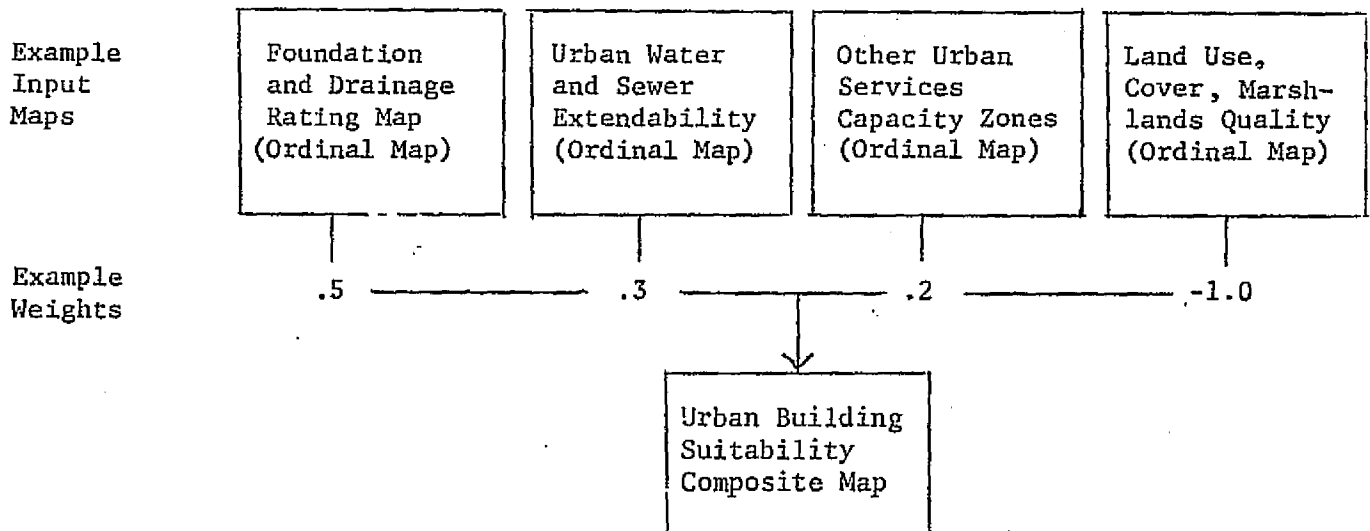 Example
Input
Maps
Foundation
and Drainage
Rating Map
(Ordinal Map)
Urban Water
and Sewer
Extendability
(Ordinal Map)
Other Urban
Services
Capacity Zones
(Ordinal Map)
Land Use,
Cover, Marsh-
lands Quality
(Ordinal Map)
Example
Weights
.5
.3
.2
-1.0
Urban Building
Suitability
Composite Map